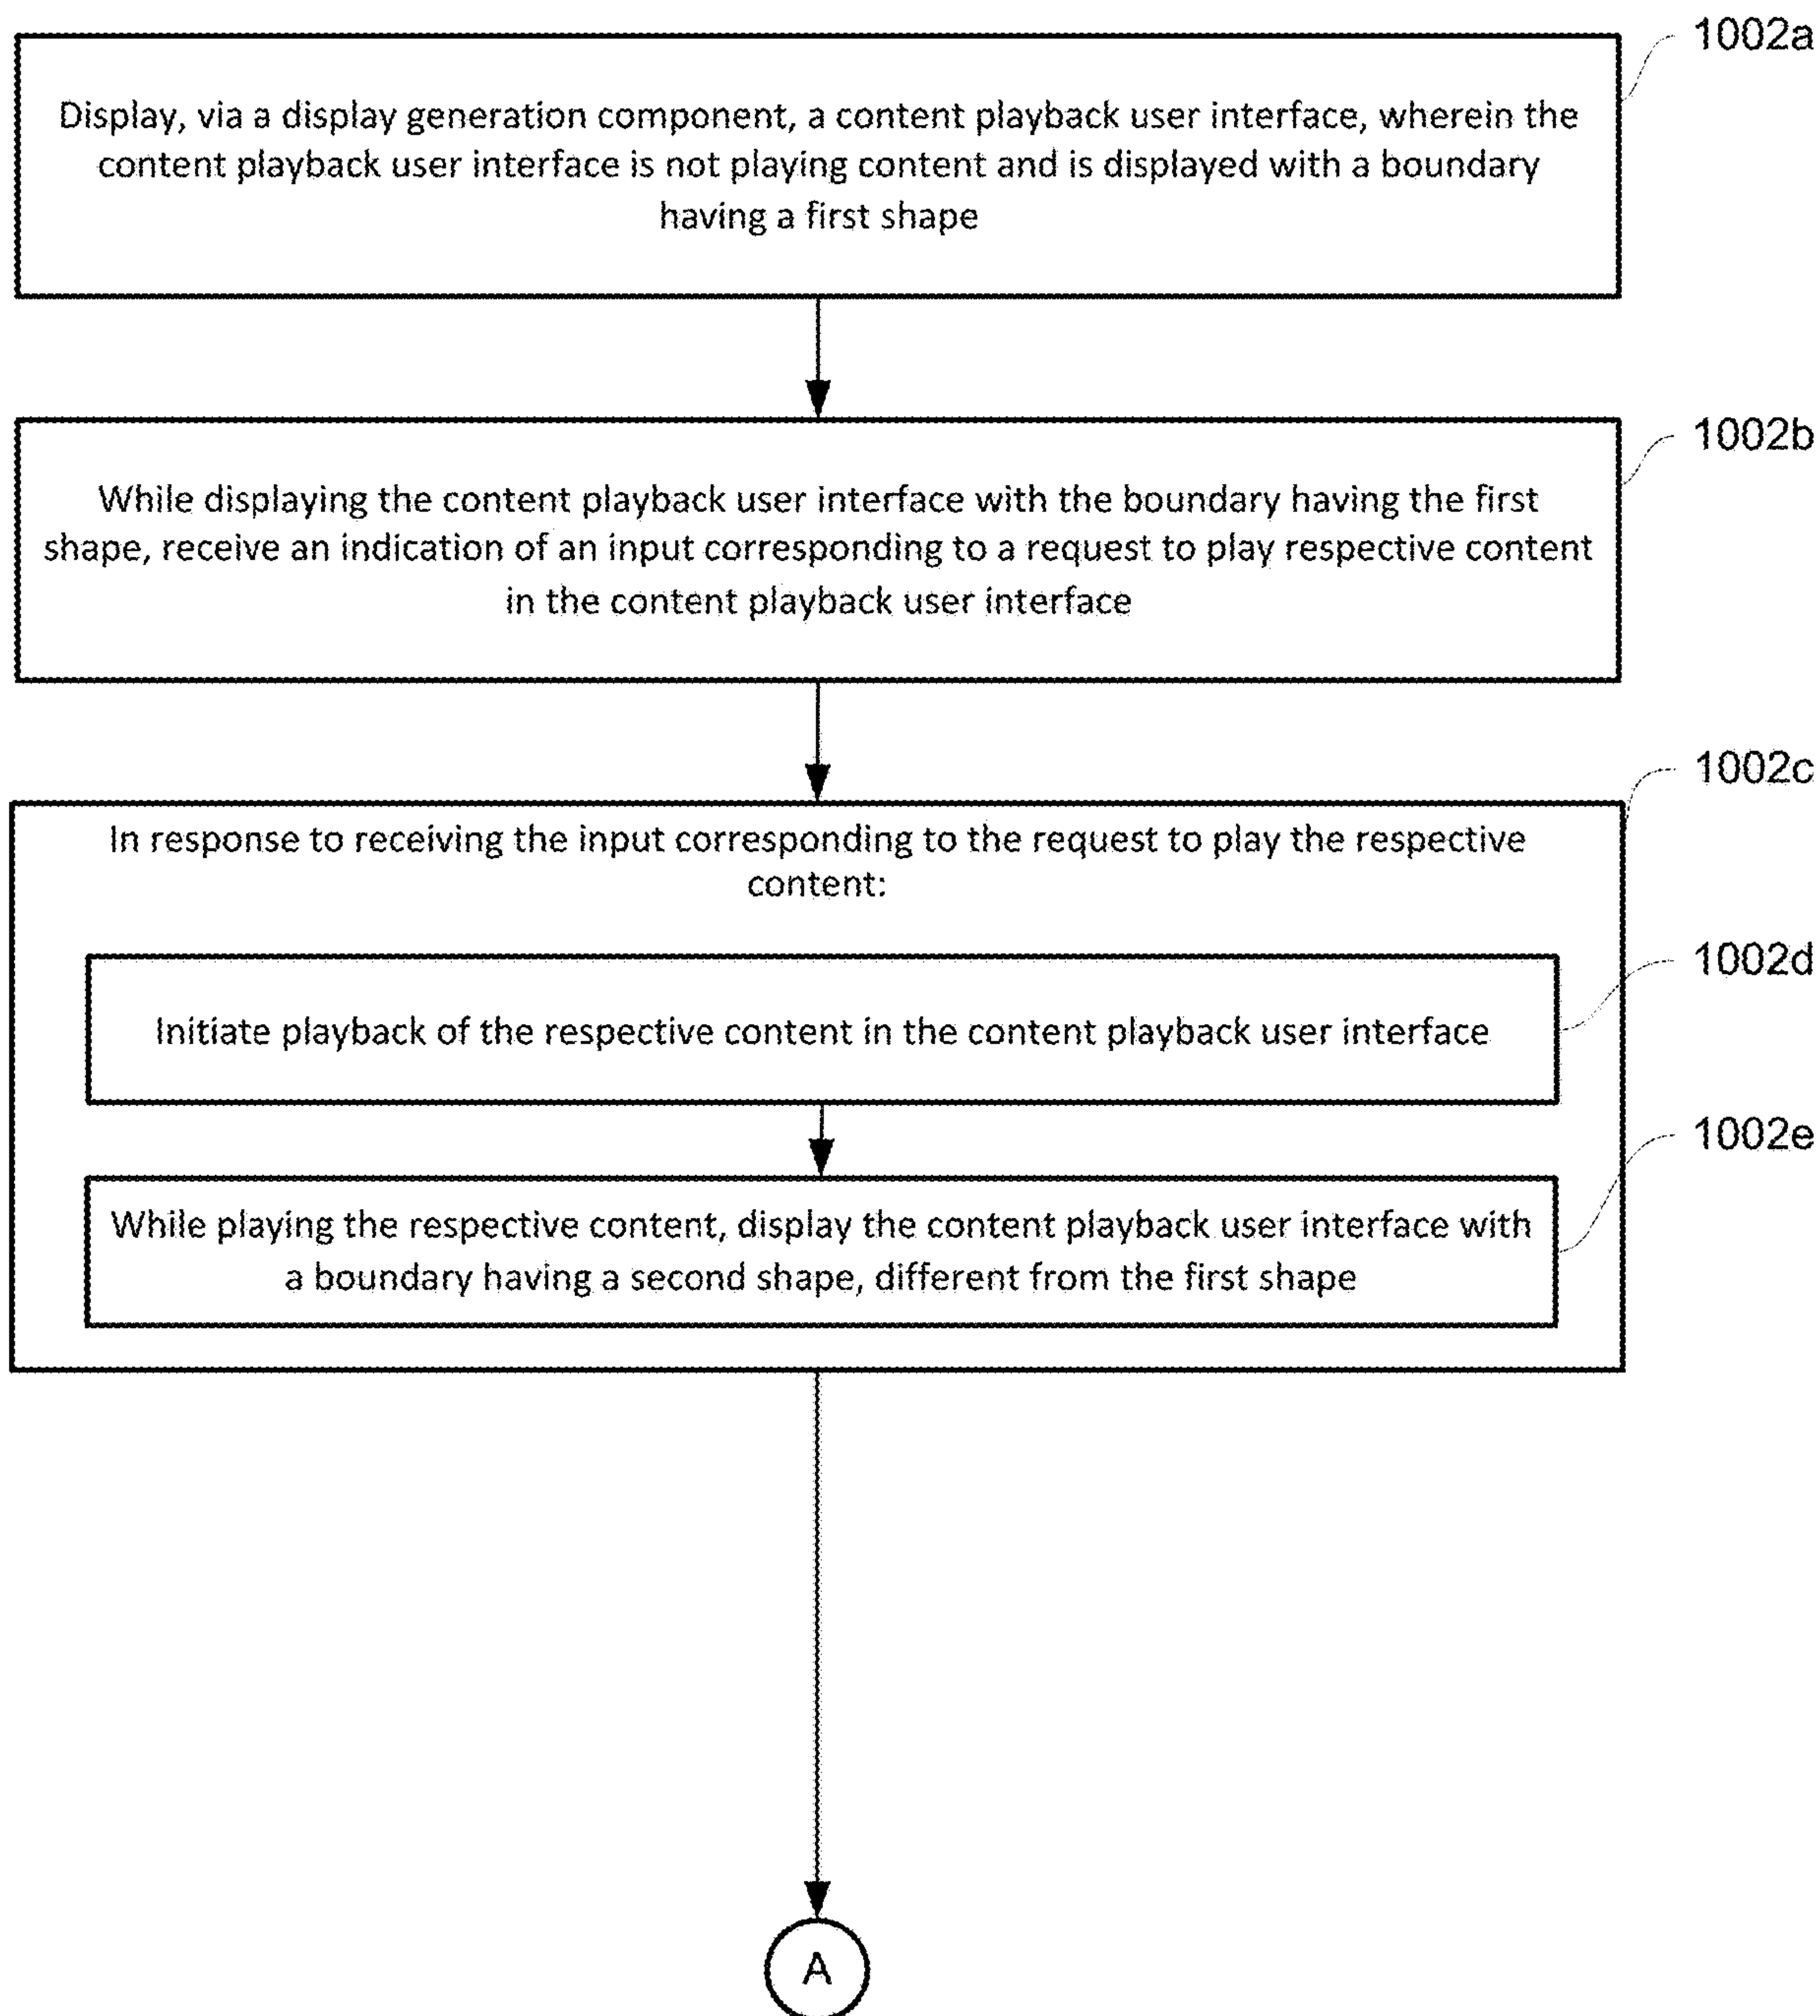 1002a
Display, via a display generation component, a content playback user interface, wherein the
content playback user interface is not playing content and is displayed with a boundary
having a first shape
1002b
While displaying the content playback user interface with the boundary having the first
shape, receive an indication of an input corresponding to a request to play respective content
in the content playback user interface
1002c
In response to receiving the input corresponding to the request to play the respective
content:
1002d
Initiate playback of the respective content in the content playback user interface
1002e
While playing the respective content, display the content playback user interface with
a boundary having a second shape, different from the first shape
A